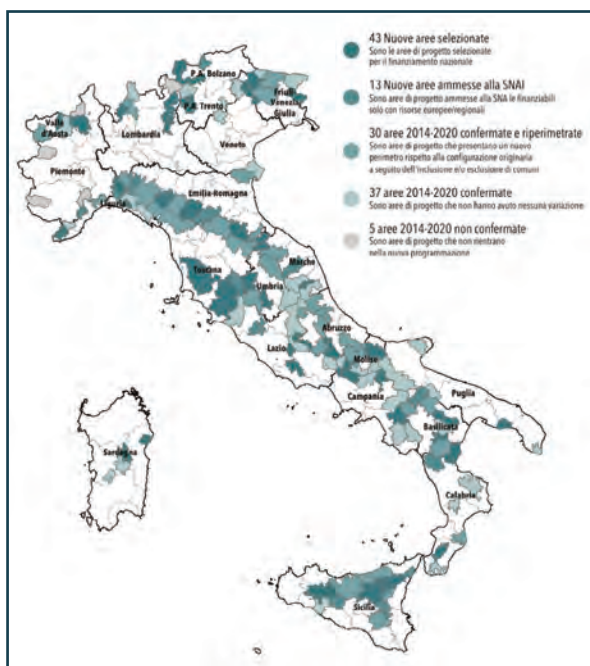 43 Nuove aree selezionate
Sono le aree di progetto selezionate
per il finanziamento nazionale
13 Nuove aree ammesse alla SNAI
Sono aree di progetto ammesse alla SNA le finanziabili
solo con risorse europee/regionali
30 aree 2014-2020 confermate e riperimetrate
Sono aree di progetto che presentano un nuovo
perimetro rispetto alla configurazione originaria
a seguito dell'inclusione e/o esclusione di comuni
37 aree 2014-2020 confermate
Sono aree di progetto che non hanno avuto nessuna variazione
5 aree 2014-2020 non confermate
Sono aree di progetto che non rientrano
nella nuova programmazione
P.A. Bolzano
P.A. Trento
Friuli
Venezia
Giulia
Valle
d'Aosta
Lombardia
Veneto
Piemonte
Emilia-Romagna
Liguria
Toscana
Marche
Umbria
Lazio
Abruzzo
Molise
Campania
Puglia
Basilicata
Sardegna
Calabria
Sicilia